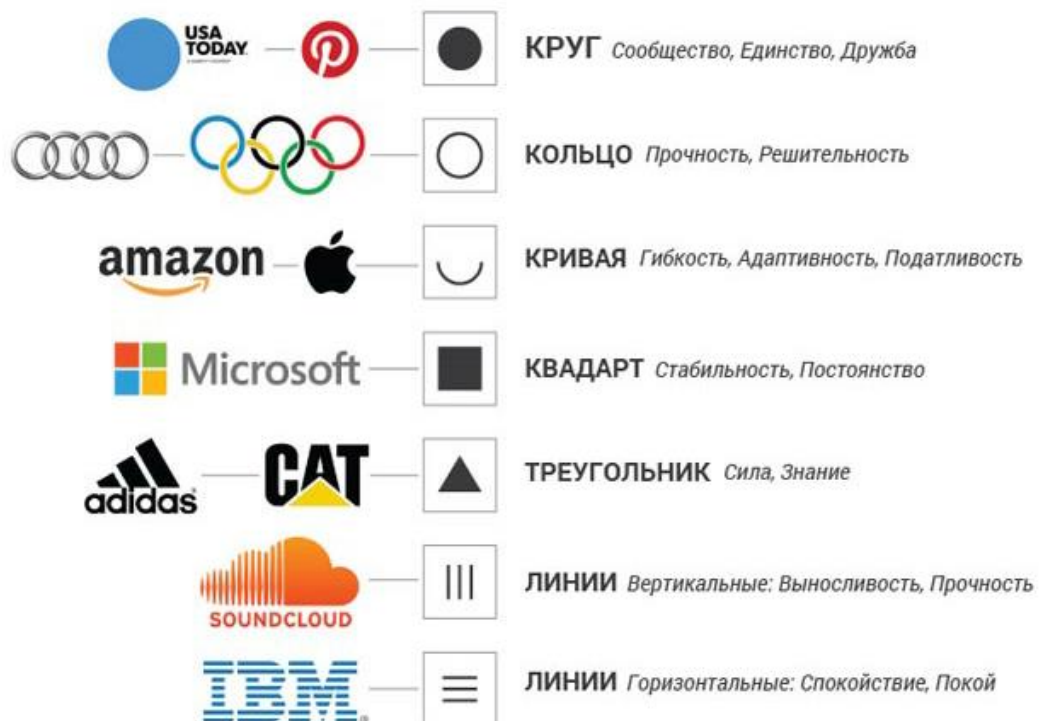 USA
TODAY
КРУГ Сообщество, Единство, Дружба
КОЛЬЦО Прочность, Решительность
amazon
КРИВАЯ Гибкость, Адаптивность, Податливость
Microsoft
КВАДАРТ Стабильность, Постоянство
adidas
CAT
ТРЕУГОЛЬНИК Сила, Знание
SOUNDCLOUD
ЛИНИИ Вертикальные: Выносливость, Прочность
IBM
ЛИНИИ Горизонтальные: Спокойствие, Покой